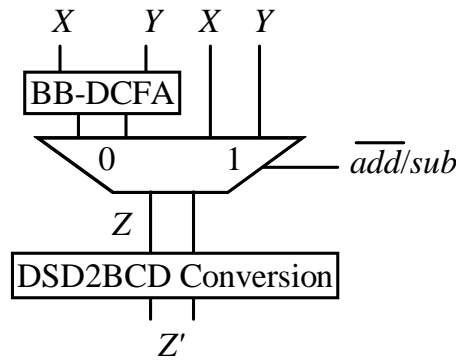 X Y X Y
BB-DCFA
0 1
add/sub
Z
DSD2BCD Conversion
Z'